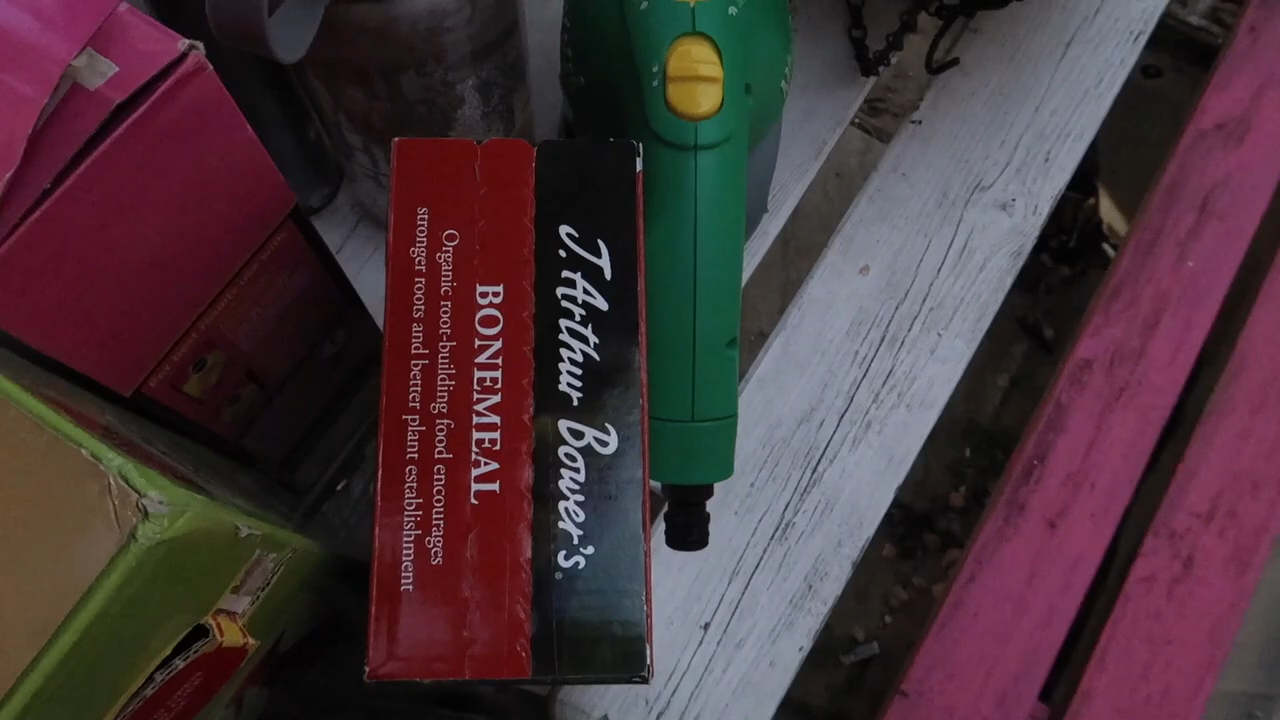 J. Arthur Bower's®
BONEMEAL
Organic root-building food encourages
stronger roots and better plant establishment